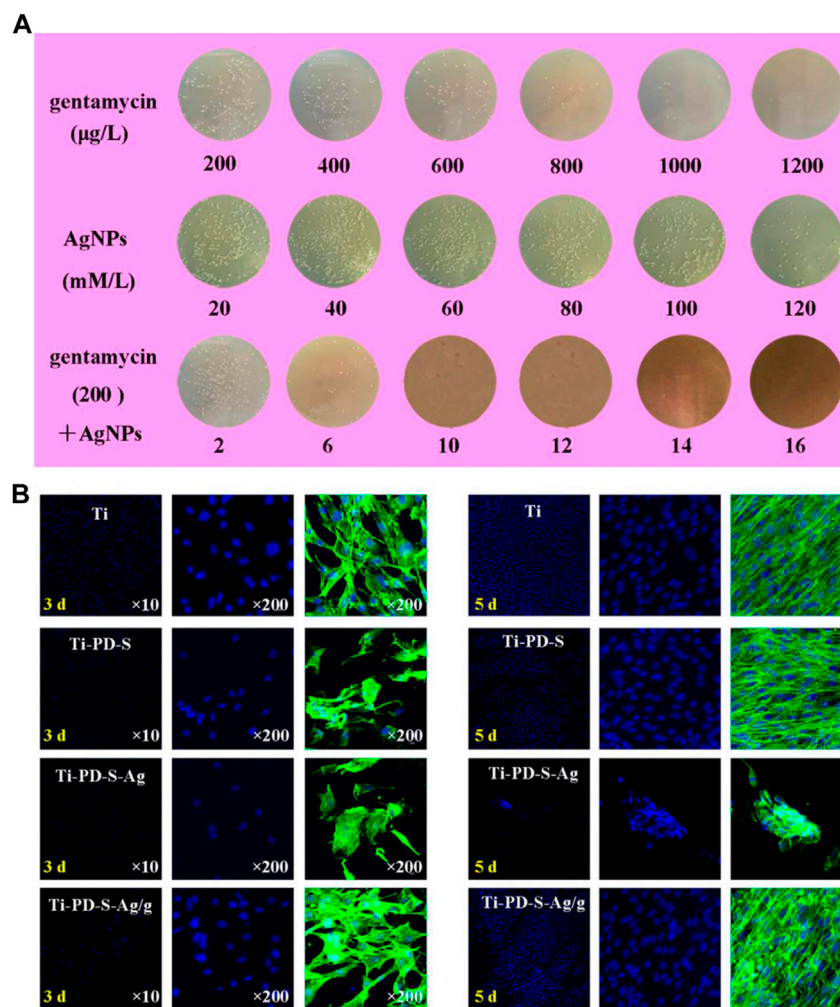 A
gentamycin
(μg/L)
200 400 600 800 1000 1200
AgNPs
(mM/L)
20 40 60 80 100 120
gentamycin
(200 )
+AgNPs
2 6 10 12 14 16
B
Ti
3 d ×10 ×200 ×200
Ti
5 d
Ti-PD-S
3 d ×10 ×200 ×200
Ti-PD-S
5 d
Ti-PD-S-Ag
3 d ×10 ×200 ×200
Ti-PD-S-Ag
5 d
Ti-PD-S-Ag/g
3 d ×10 ×200 ×200
Ti-PD-S-Ag/g
5 d